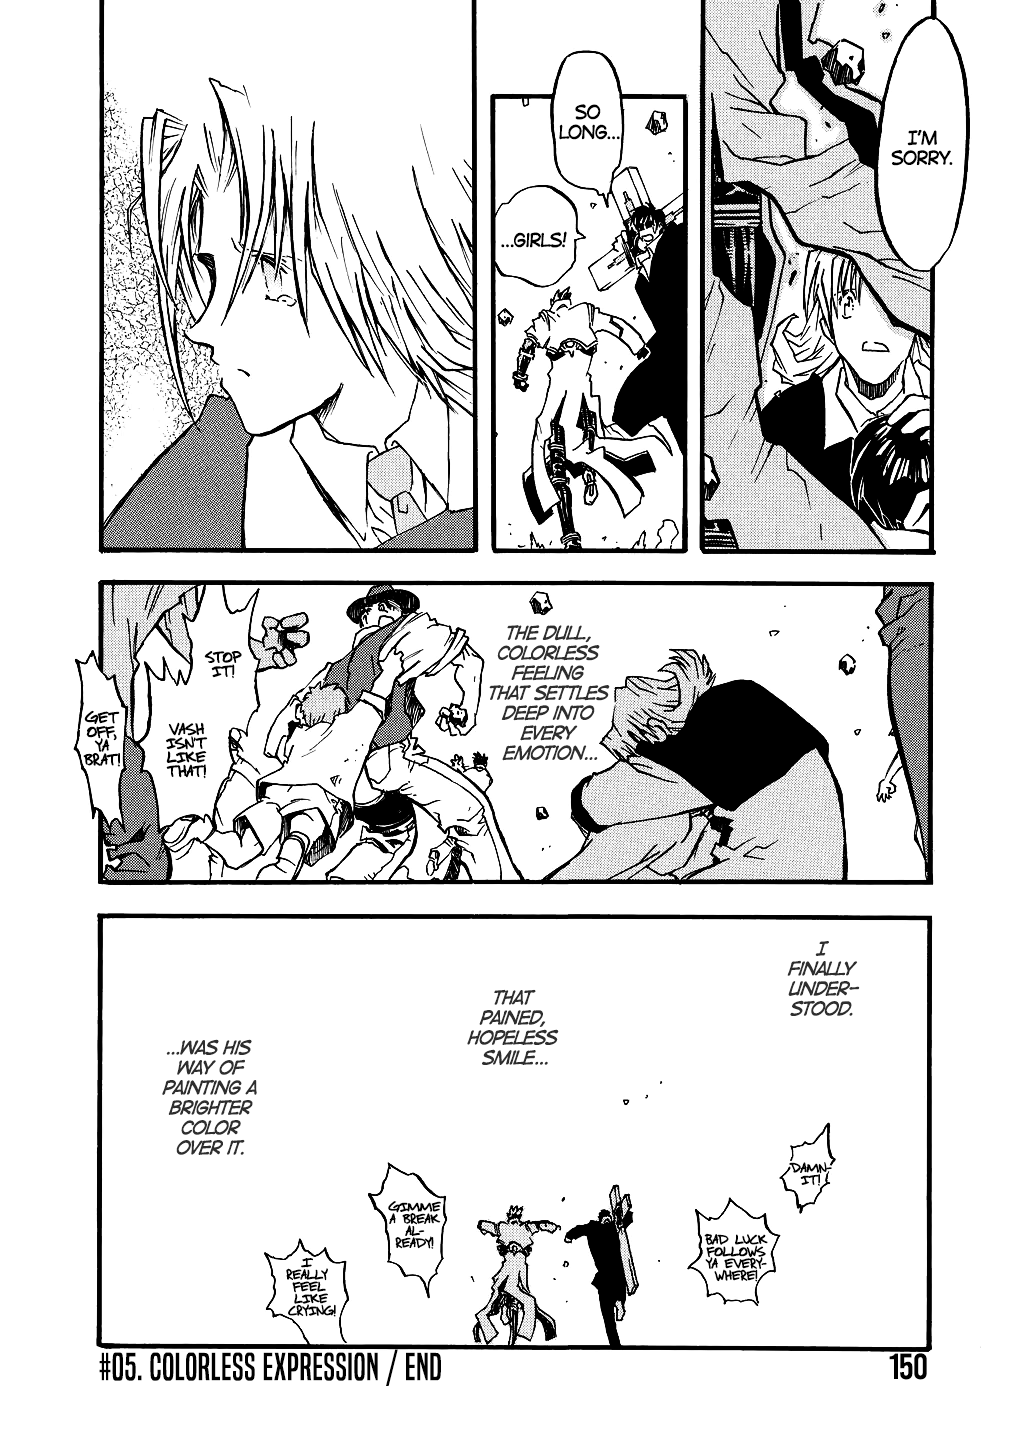 I'M
SORRY.
SO
LONG...
...GIRLS!
THE DULL,
COLORLESS
FEELING
THAT SETTLES
DEEP INTO
EVERY
EMOTION...
STOP
IT!
VASH
ISN'T
LIKE
THAT!
GET
OFF,
YA
BRAT!
I
FINALLY
UNDER-
STOOD.
THAT
PAINED,
HOPELESS
SMILE...
...WAS HIS
WAY OF
PAINTING A
BRIGHTER
COLOR
OVER IT.
DAMN-
IT!
BAD LUCK
FOLLOWS
YA EVERY-
WHERE!
GIMME
A BREAK
AL-
READY!
I
REALLY
FEEL
LIKE
CRYING!
#05. COLORLESS EXPRESSION / END
150